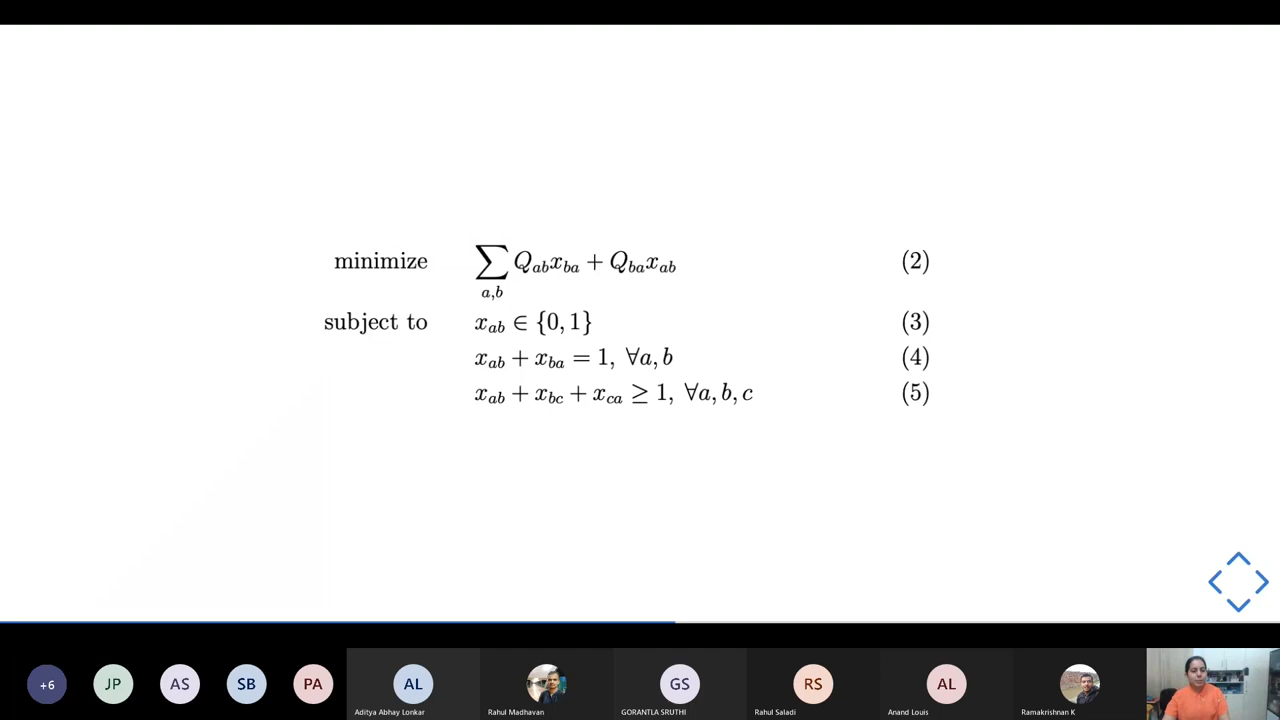 minimize ∑_{a,b} Q_{ab}x_{ba} + Q_{ba}x_{ab} (2)
subject to x_{ab} ∈ {0, 1} (3)
x_{ab} + x_{ba} = 1, ∀a, b (4)
x_{ab} + x_{bc} + x_{ca} ≥ 1, ∀a, b, c (5)
+6 JP AS SB PA AL GS RS AL
Aditya Abhay Lonkar Rahul Madhavan GORANTLA SRUTHI Rahul Saladi Anand Louis Ramakrishnan K